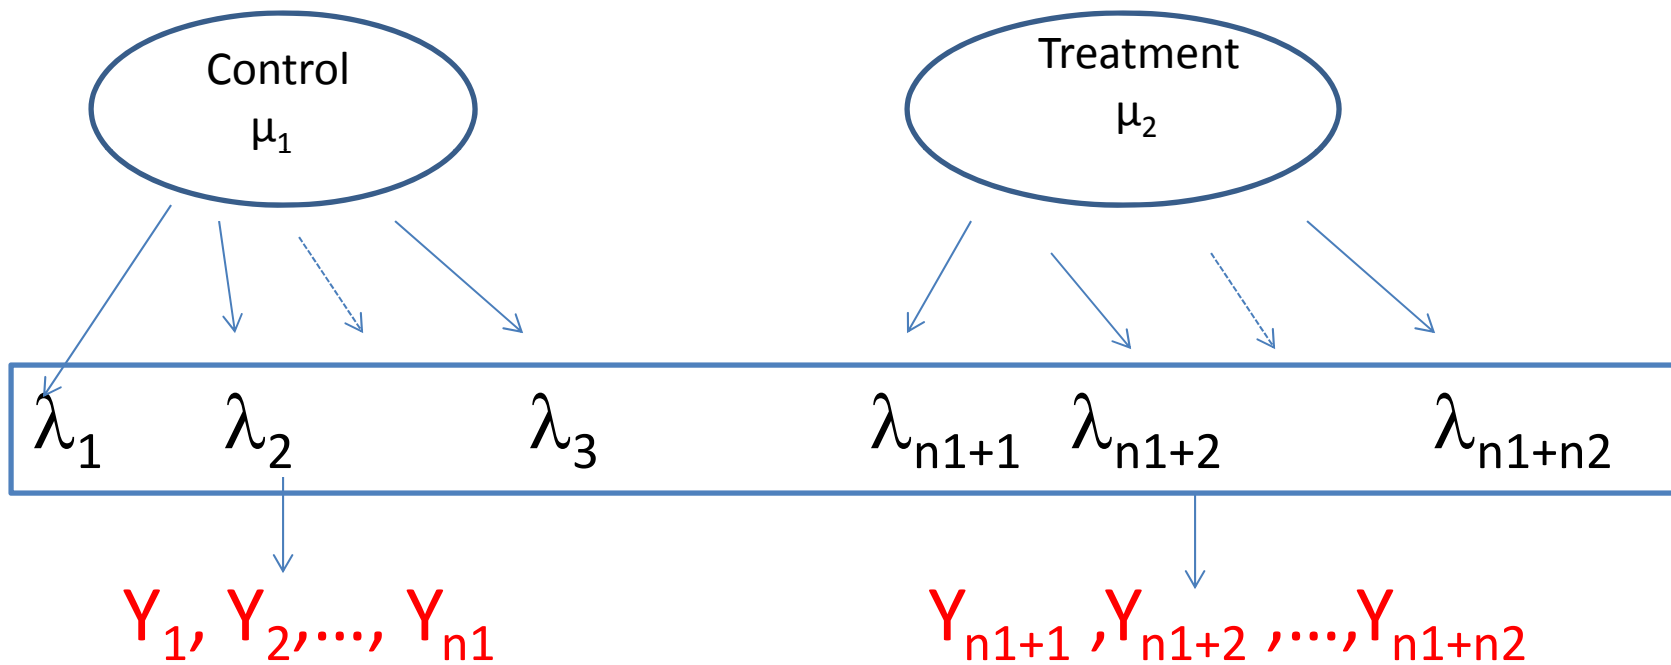 Control
μ1
Treatment
μ2
λ1 λ2 λ3 λn1+1 λn1+2 λn1+n2
Y1, Y2,..., Yn1
Yn1+1 ,Yn1+2 ,...,Yn1+n2